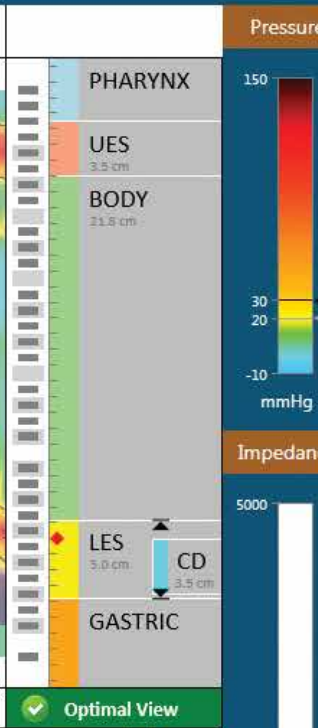 Pressure
PHARYNX
UES
3.5 cm
BODY
21.8 cm
LES
5.0 cm
CD
3.5 cm
GASTRIC
Optimal View
150
30
20
-10
mmHg
Impedan
5000